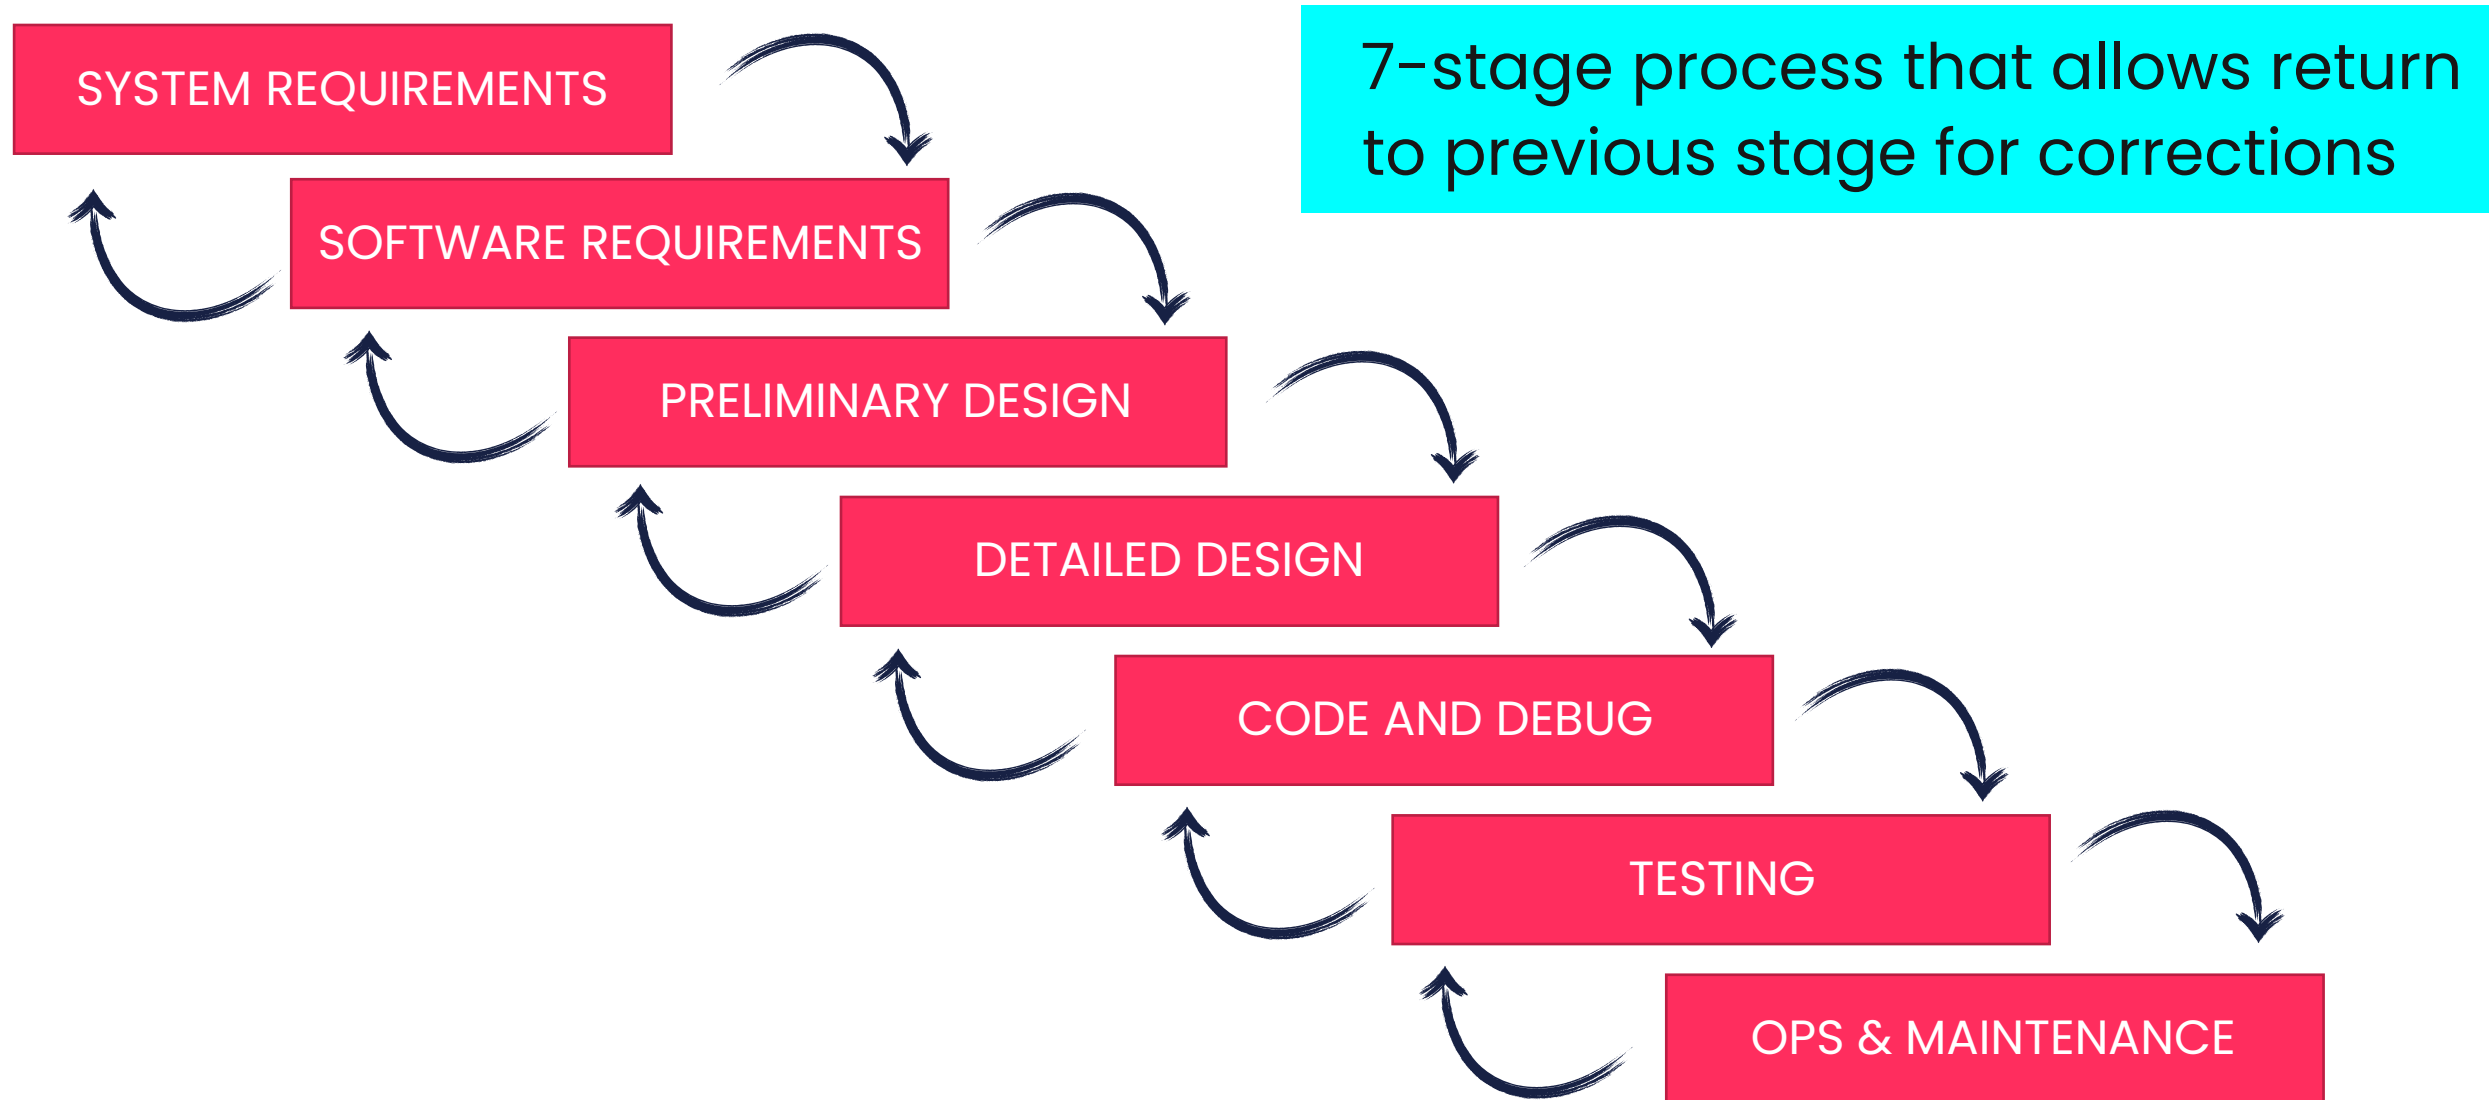 SYSTEM REQUIREMENTS
7-stage process that allows return
to previous stage for corrections
SOFTWARE REQUIREMENTS
PRELIMINARY DESIGN
DETAILED DESIGN
CODE AND DEBUG
TESTING
OPS & MAINTENANCE